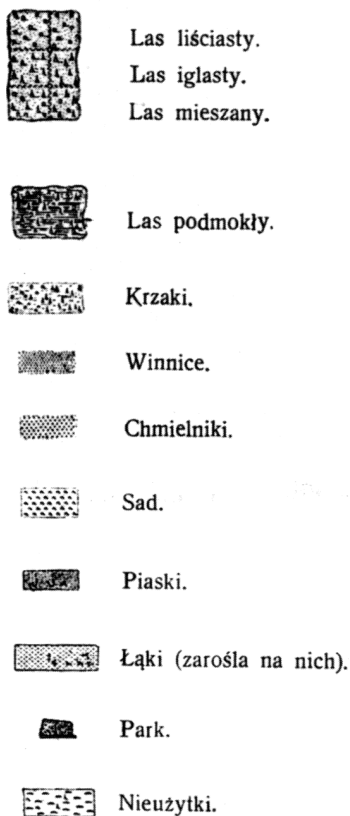 Las liściasty.
Las iglasty.
Las mieszany.
Las podmokły.
Krzaki.
Winnice.
Chmielniki.
Sad.
Piaski.
Łąki (zarośla na nich).
Park.
Nieużytki.